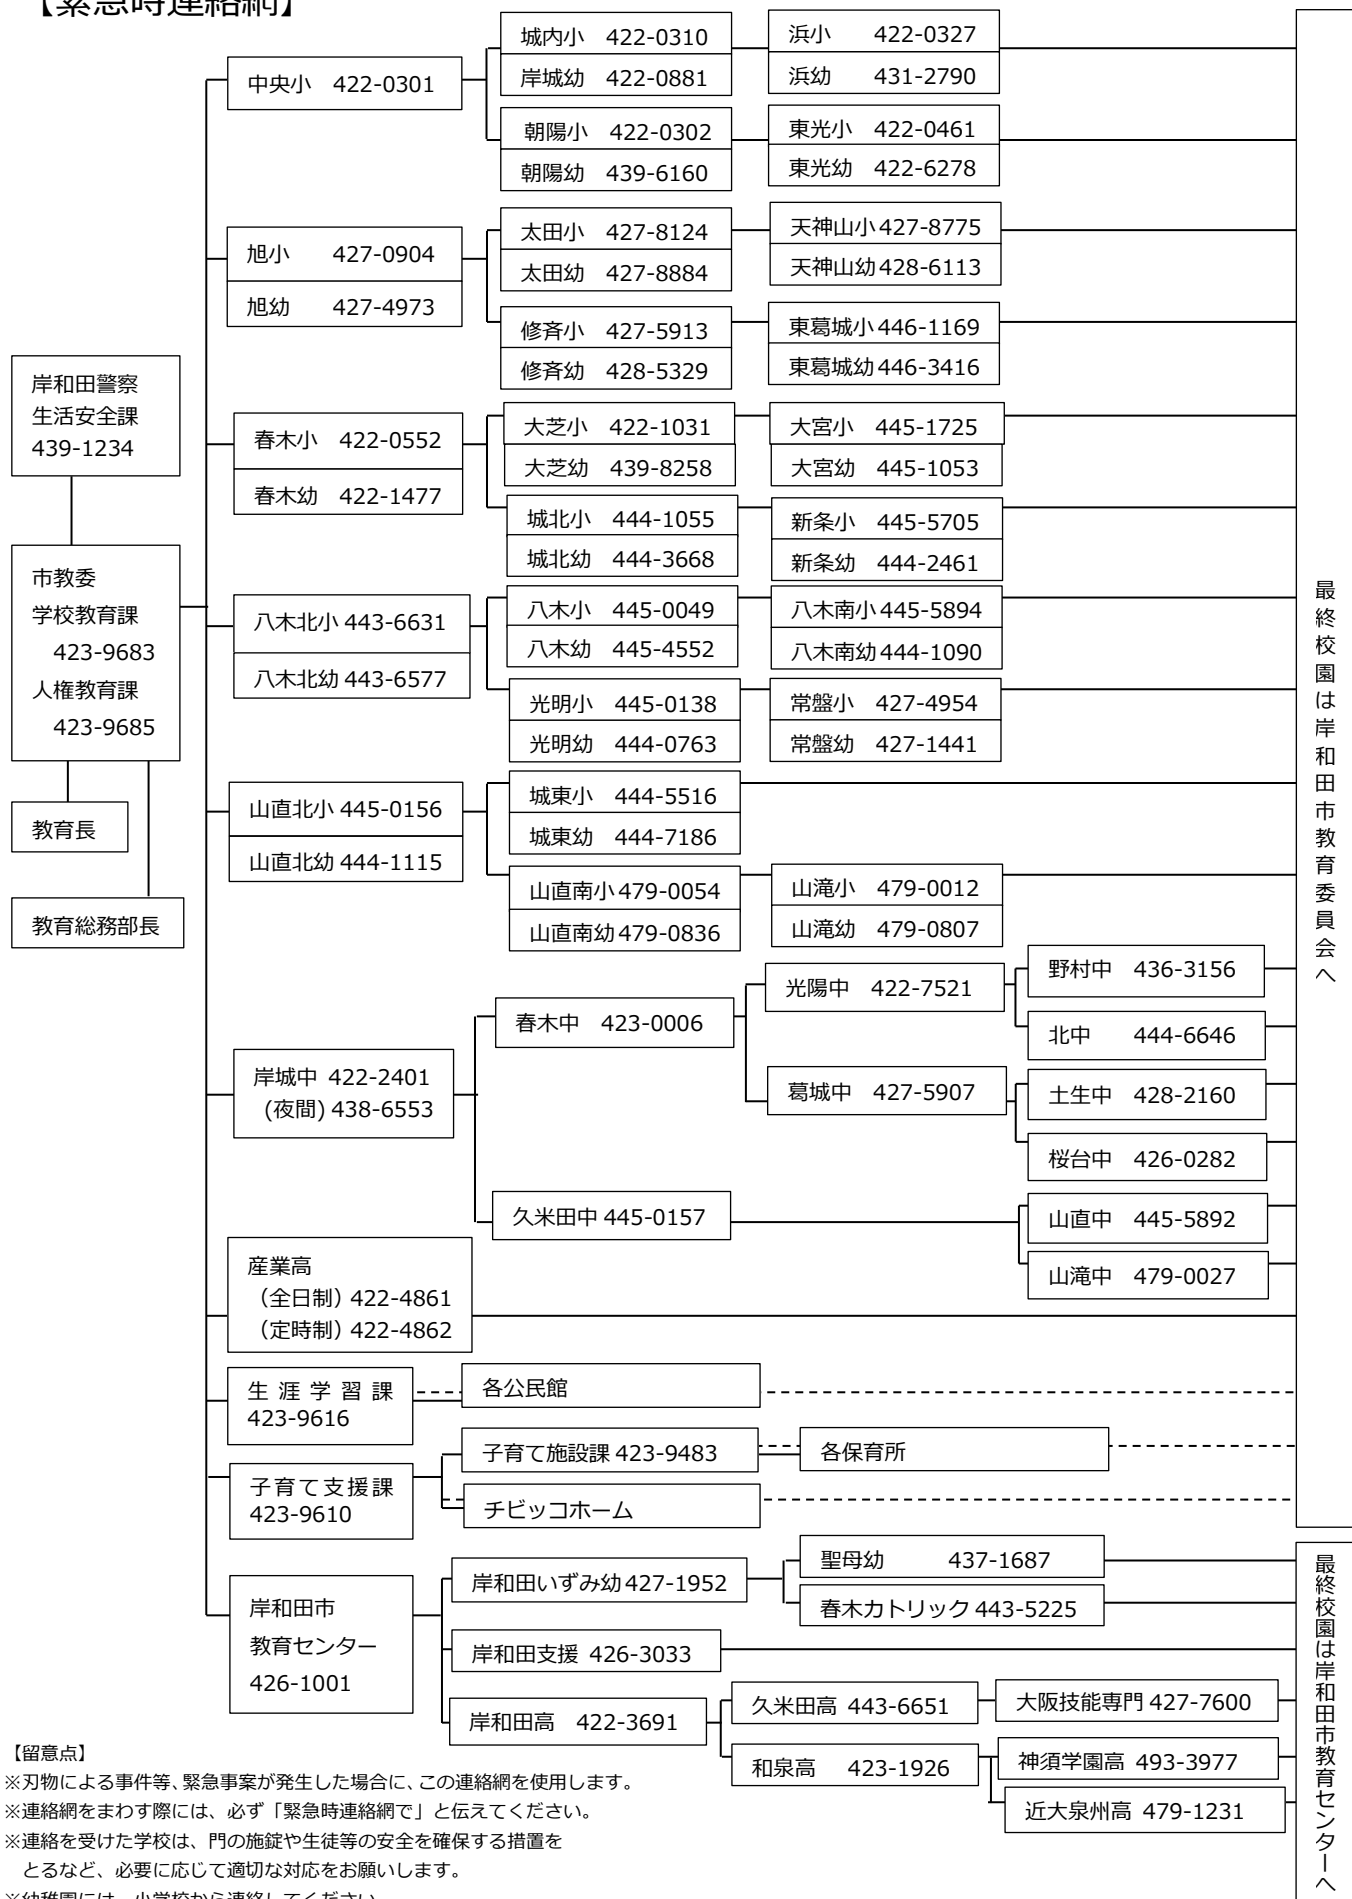 【緊急時連絡網】
岸和田警察
生活安全課
439-1234
市教委
学校教育課
423-9683
人権教育課
423-9685
教育長
教育総務部長
中央小 422-0301
城内小 422-0310
岸城幼 422-0881
浜小 422-0327
浜幼 431-2790
朝陽小 422-0302
朝陽幼 439-6160
東光小 422-0461
東光幼 422-6278
旭小 427-0904
旭幼 427-4973
太田小 427-8124
太田幼 427-8884
天神山小 427-8775
天神山幼 428-6113
修斉小 427-5913
修斉幼 428-5329
東葛城小 446-1169
東葛城幼 446-3416
春木小 422-0552
春木幼 422-1477
大芝小 422-1031
大芝幼 439-8258
大宮小 445-1725
大宮幼 445-1053
城北小 444-1055
城北幼 444-3668
新条小 445-5705
新条幼 444-2461
八木北小 443-6631
八木北幼 443-6577
八木小 445-0049
八木幼 445-4552
八木南小 445-5894
八木南幼 444-1090
光明小 445-0138
光明幼 444-0763
常盤小 427-4954
常盤幼 427-1441
山直北小 445-0156
山直北幼 444-1115
城東小 444-5516
城東幼 444-7186
山直南小 479-0054
山直南幼 479-0836
山滝小 479-0012
山滝幼 479-0807
岸城中 422-2401
(夜間) 438-6553
春木中 423-0006
光陽中 422-7521
野村中 436-3156
北中 444-6646
葛城中 427-5907
土生中 428-2160
桜台中 426-0282
久米田中 445-0157
山直中 445-5892
山滝中 479-0027
産業高
（全日制）422-4861
（定時制）422-4862
生涯学習課
423-9616
各公民館
子育て支援課
423-9610
子育て施設課 423-9483
各保育所
チビッコホーム
最終校園は岸和田市教育委員会へ
岸和田市
教育センター
426-1001
岸和田いずみ幼 427-1952
聖母幼 437-1687
春木カトリック 443-5225
岸和田支援 426-3033
岸和田高 422-3691
久米田高 443-6651
大阪技能専門 427-7600
和泉高 423-1926
神須学園高 493-3977
近大泉州高 479-1231
最終校園は岸和田市教育センターへ
【留意点】
※刃物による事件等、緊急事案が発生した場合に、この連絡網を使用します。
※連絡網をまわす際には、必ず「緊急時連絡網で」と伝えてください。
※連絡を受けた学校は、門の施錠や生徒等の安全を確保する措置を
とるなど、必要に応じて適切な対応をお願いします。
※幼稚園には、小学校から連絡してください。